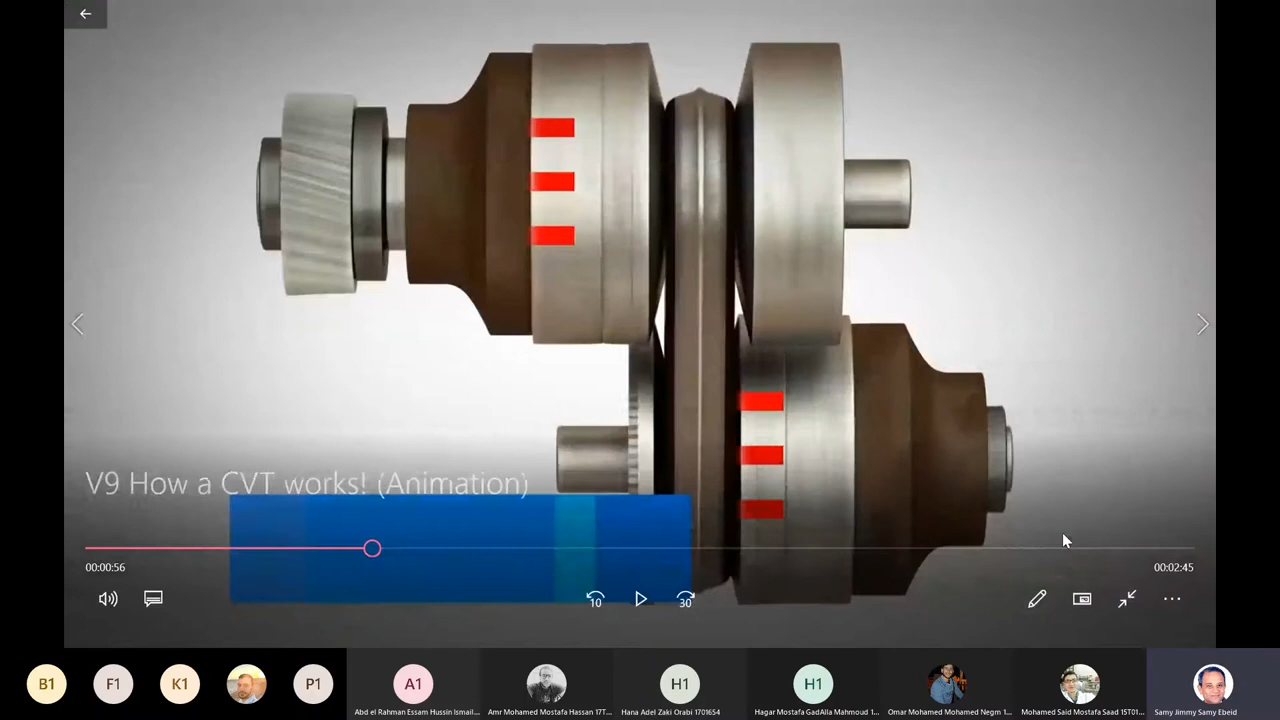 V9 How a CVT works! (Animation)
00:00:56
00:02:45
10
30
B1
F1
K1
P1
A1
H1
H1
Abd el Rahman Essam Hussin Ismail...
Amr Mohamed Mostafa Hassan 17T...
Hana Adel Zaki Orabi 1701654
Hagar Mostafa GadAlla Mahmoud 1...
Omar Mohamed Mohamed Negm 1...
Mohamed Said Mostafa Saad 15T01...
Samy Jimmy Samy Ebeid